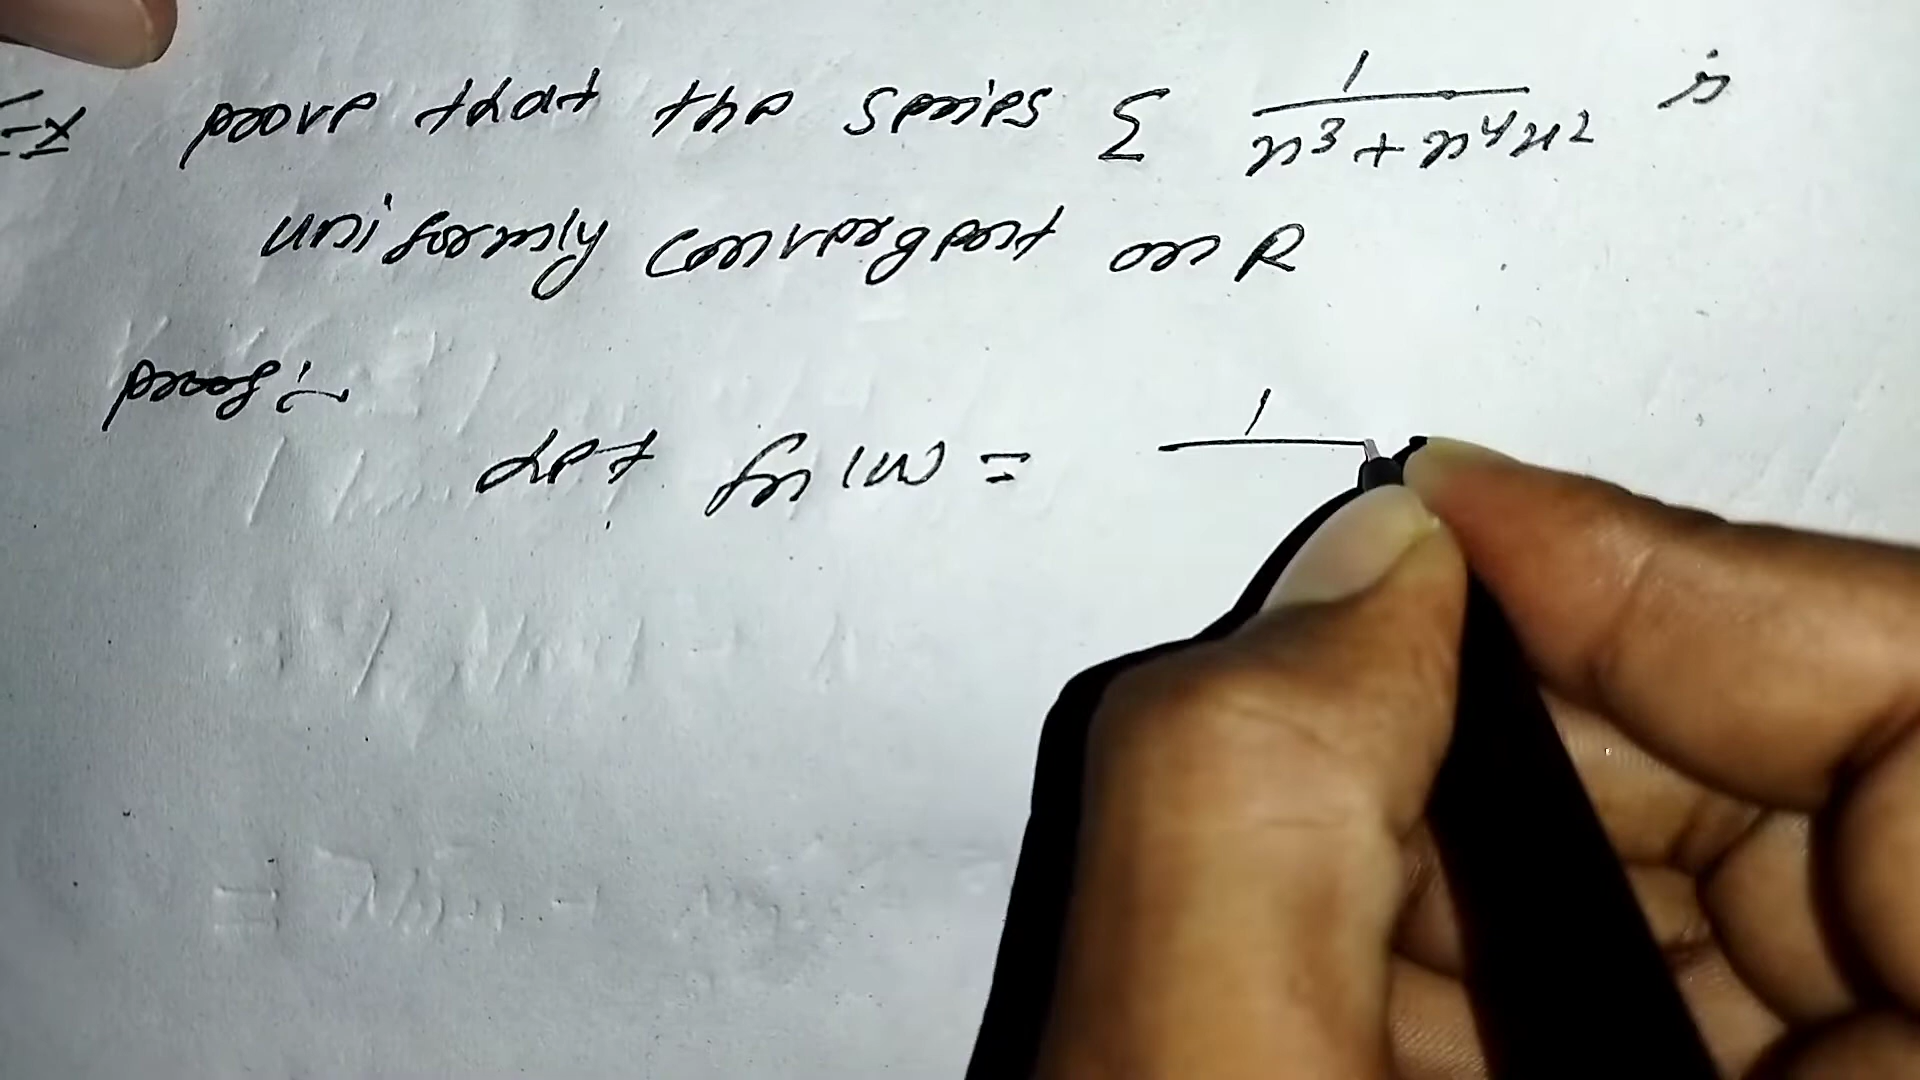 Ex prove that the series Σ 1/(n³ + n⁴x²) is
uniformly convergent on R
proof:-
Let fn(x) = 1